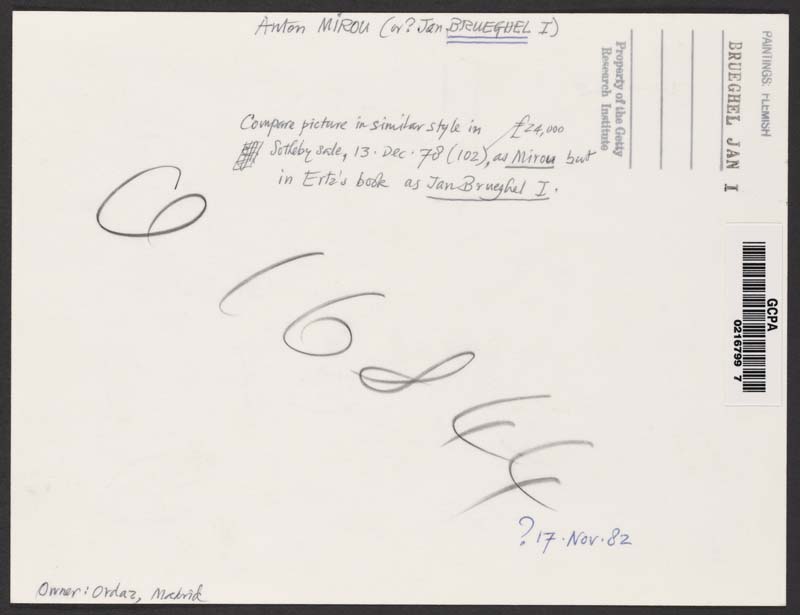 Anton MIROU (or? Jan BRUEGHEL I)
Compare picture in similar style in £24,000
Sotheby sale, 13. Dec. 78 (102), as Mirou but
in Ertz's book as Jan Brueghel I.
PAINTINGS: FLEMISH
BRUEGHEL JAN I
Property of the Getty
Research Institute
GCPA
0216799 7
? 17. Nov. 82
Owner: Ordaz, Madrid